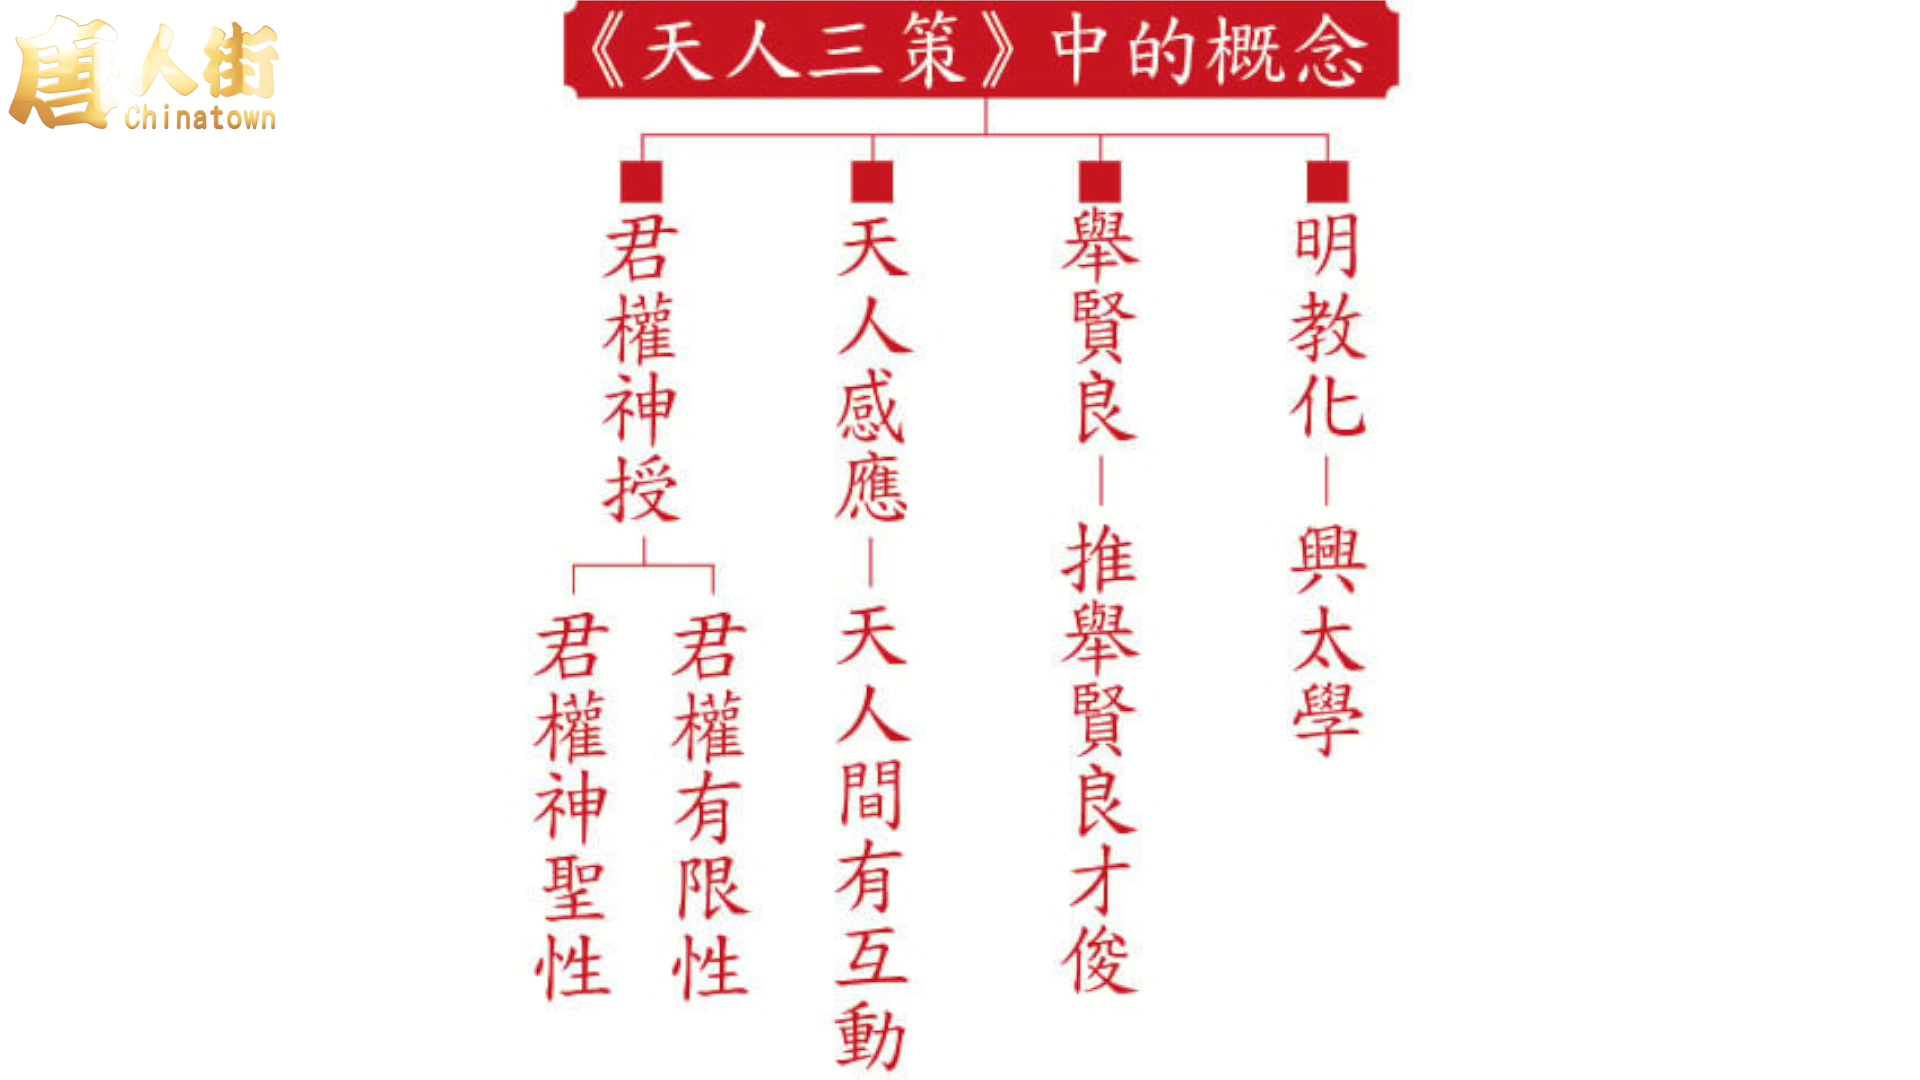 唐人街
Chinatown
《天人三策》中的概念
君權神授
君權神聖性
君權有限性
天人感應
天人間有互動
舉賢良
推舉賢良才俊
明教化
興太學